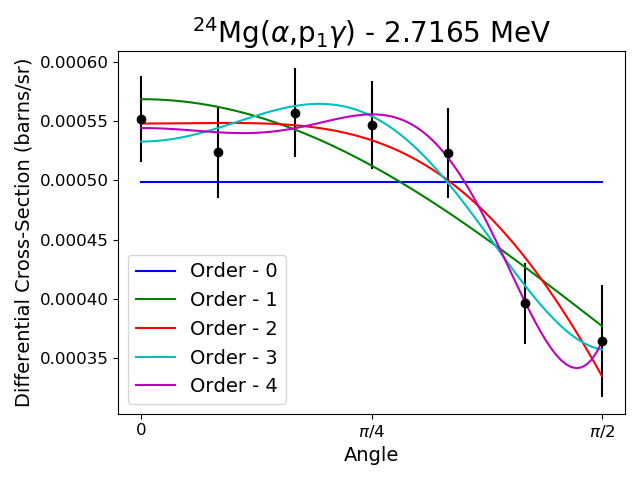 ²⁴Mg(α,p₁γ) - 2.7165 MeV
Differential Cross-Section (barns/sr)
0.00060
0.00055
0.00050
0.00045
0.00040
0.00035
Order - 0
Order - 1
Order - 2
Order - 3
Order - 4
0 π/4 π/2
Angle